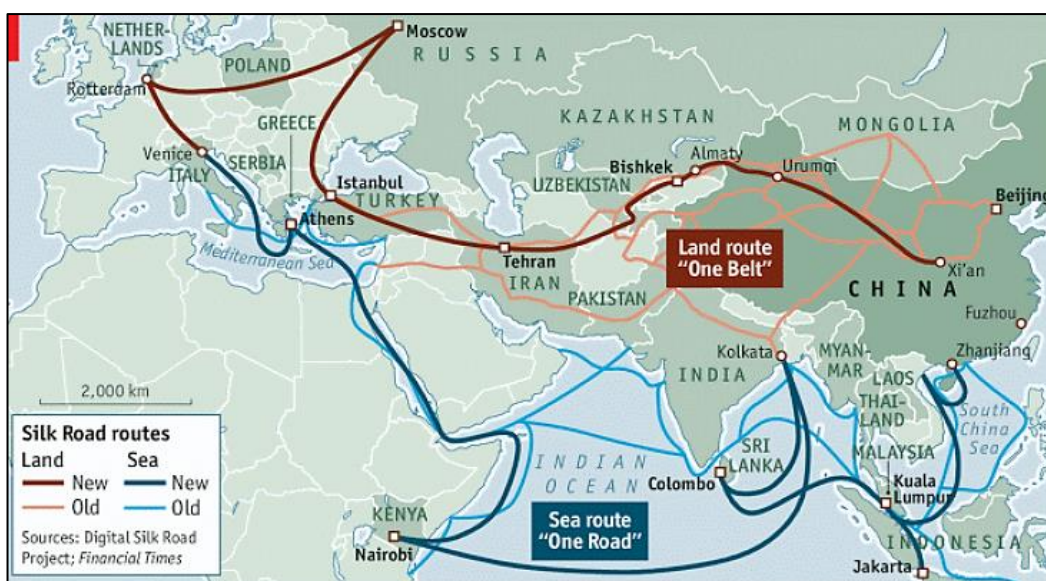 NETHER-
LANDS
Rotterdam
POLAND
Moscow
RUSSIA
KAZAKHSTAN
MONGOLIA
GREECE
Venice
ITALY
SERBIA
Istanbul
TURKEY
Bishkek
Almaty
Urumqi
UZBEKISTAN
Beijing
Athens
Mediterranean Sea
Tehran
IRAN
Land route
"One Belt"
Xi'an
CHINA
PAKISTAN
Fuzhou
Kolkata
INDIA
MYAN-
MAR
Zhanjiang
LAOS
THAI-
LAND
South
China
Sea
2,000 km
Silk Road routes
Land Sea
New New
Old Old
Sources: Digital Silk Road
Project; Financial Times
INDIAN
OCEAN
SRI
LANKA
Colombo
MALAYSIA
Kuala
Lumpur
KENYA
Nairobi
Sea route
"One Road"
INDONESIA
Jakarta